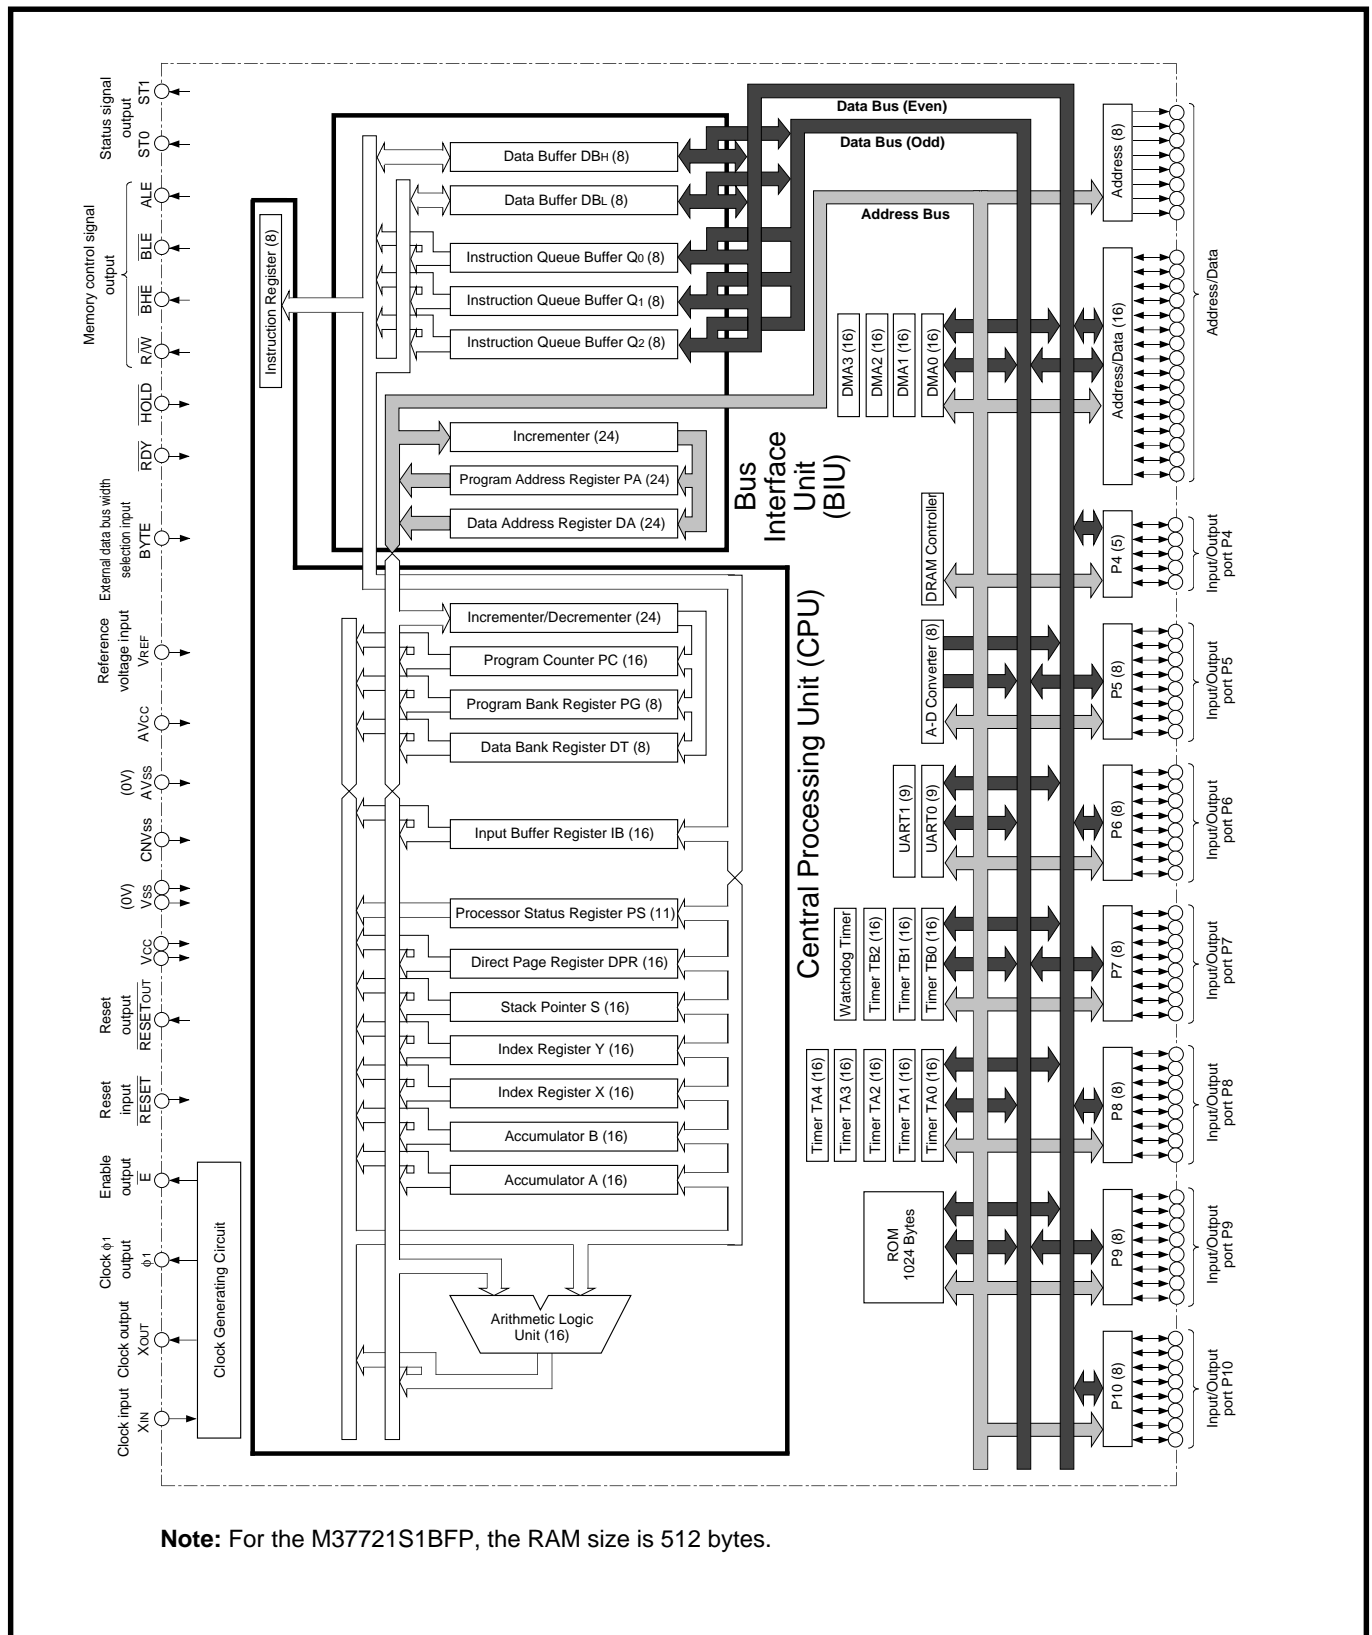 Status signal
output
ST1
ST0
Memory control signal
output
ALE
BLE
BHE
R/W
HOLD
RDY
External data bus width
selection input
BYTE
Reference
voltage input
VREF
AVCC
(0V)
AVSS
CNVSS
(0V)
VSS
VCC
Reset
output
RESETOUT
Reset
input
RESET
Enable
output
E
Clock ϕ1
output
ϕ1
Clock output
XOUT
Clock input
XIN
Clock Generating Circuit
Instruction Register (8)
Data Buffer DBH (8)
Data Buffer DBL (8)
Instruction Queue Buffer Q0 (8)
Instruction Queue Buffer Q1 (8)
Instruction Queue Buffer Q2 (8)
Incrementer (24)
Program Address Register PA (24)
Data Address Register DA (24)
Bus
Interface
Unit
(BIU)
Incrementer/Decrementer (24)
Program Counter PC (16)
Program Bank Register PG (8)
Data Bank Register DT (8)
Input Buffer Register IB (16)
Processor Status Register PS (11)
Direct Page Register DPR (16)
Stack Pointer S (16)
Index Register Y (16)
Index Register X (16)
Accumulator B (16)
Accumulator A (16)
Arithmetic Logic
Unit (16)
Central Processing Unit (CPU)
Data Bus (Even)
Data Bus (Odd)
Address Bus
DMA3 (16)
DMA2 (16)
DMA1 (16)
DMA0 (16)
DRAM Controller
A-D Converter (8)
UART1 (9)
UART0 (9)
Watchdog Timer
Timer TB2 (16)
Timer TB1 (16)
Timer TB0 (16)
Timer TA4 (16)
Timer TA3 (16)
Timer TA2 (16)
Timer TA1 (16)
Timer TA0 (16)
ROM
1024 Bytes
Address (8)
Address/Data (16)
Address/Data
P4 (5)
Input/Output
port P4
P5 (8)
Input/Output
port P5
P6 (8)
Input/Output
port P6
P7 (8)
Input/Output
port P7
P8 (8)
Input/Output
port P8
P9 (8)
Input/Output
port P9
P10 (8)
Input/Output
port P10
Note: For the M37721S1BFP, the RAM size is 512 bytes.